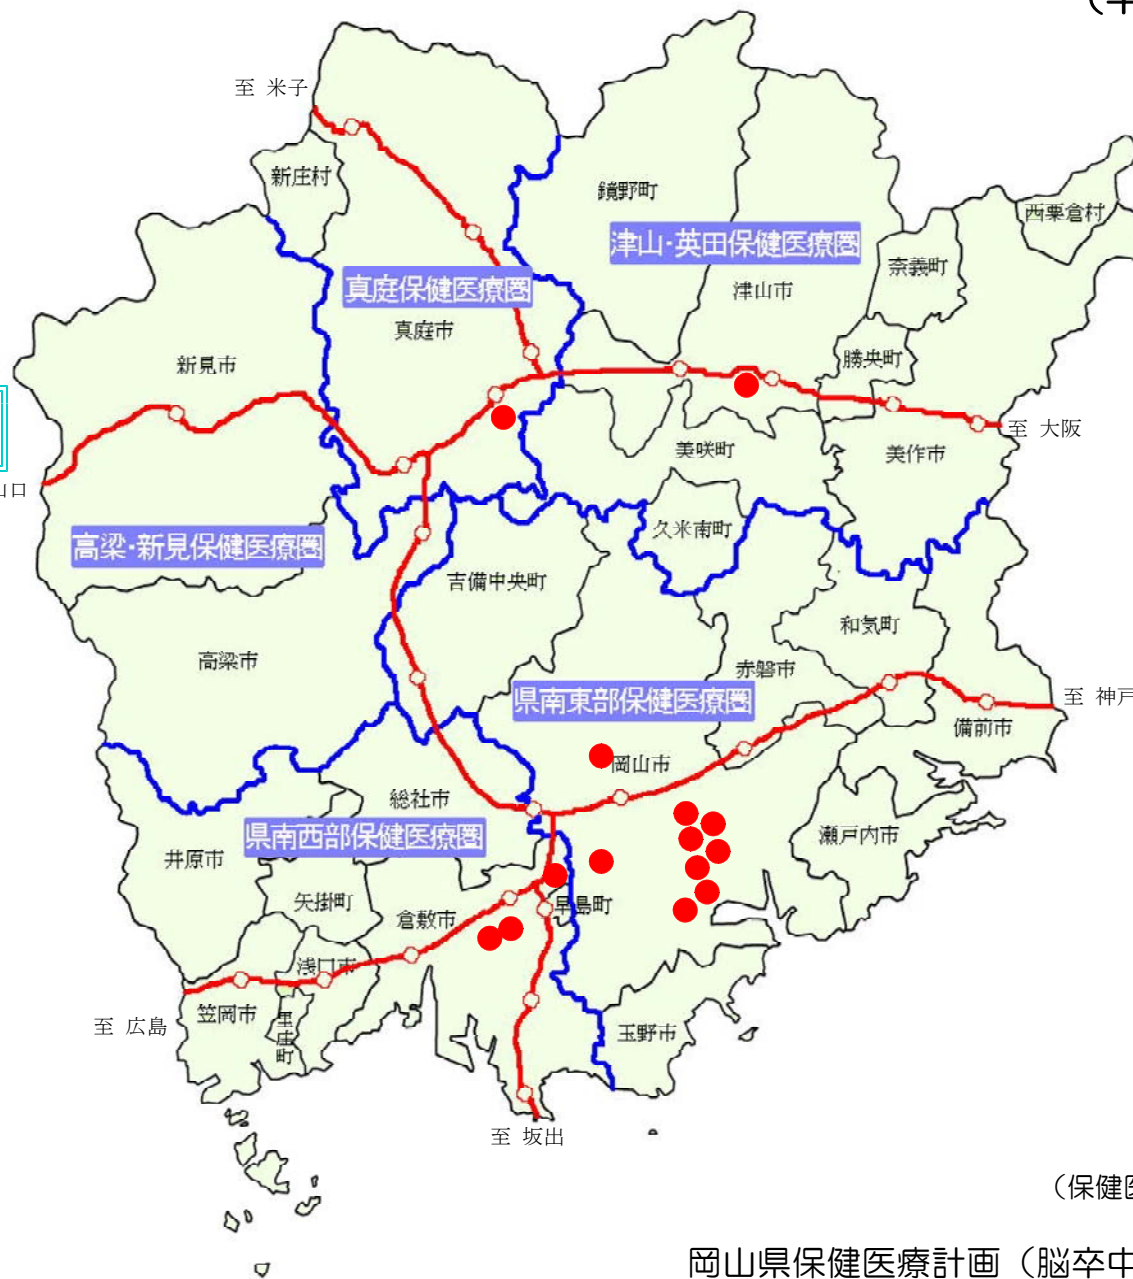 至 米子
新庄村
鏡野町
西粟倉村
津山・英田保健医療圏
奈義町
真庭保健医療圏
津山市
真庭市
勝央町
新見市
至 大阪
美咲町
美作市
山口
久米南町
高梁・新見保健医療圏
吉備中央町
和気町
高梁市
赤磐市
県南東部保健医療圏
至 神戸
備前市
岡山市
総社市
県南西部保健医療圏
瀬戸内市
井原市
矢掛町
早島町
倉敷市
浅口市
笠岡市
至 広島
里庄町
玉野市
至 坂出
（保健医
岡山県保健医療計画（脳卒中